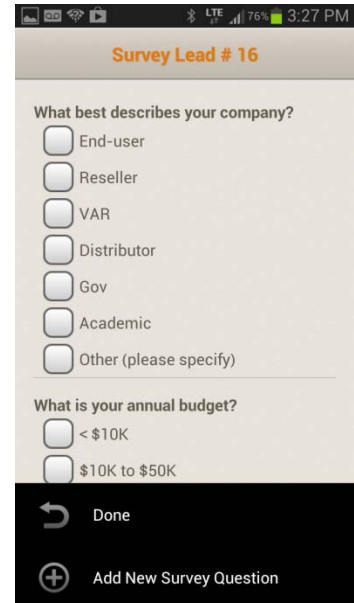 LTE 76% 3:27 PM
Survey Lead # 16
What best describes your company?
End-user
Reseller
VAR
Distributor
Gov
Academic
Other (please specify)
What is your annual budget?
< $10K
$10K to $50K
Done
Add New Survey Question